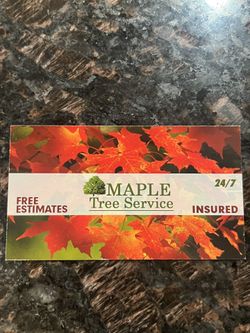 MAPLE
Tree Service
24/7
FREE
ESTIMATES
INSURED